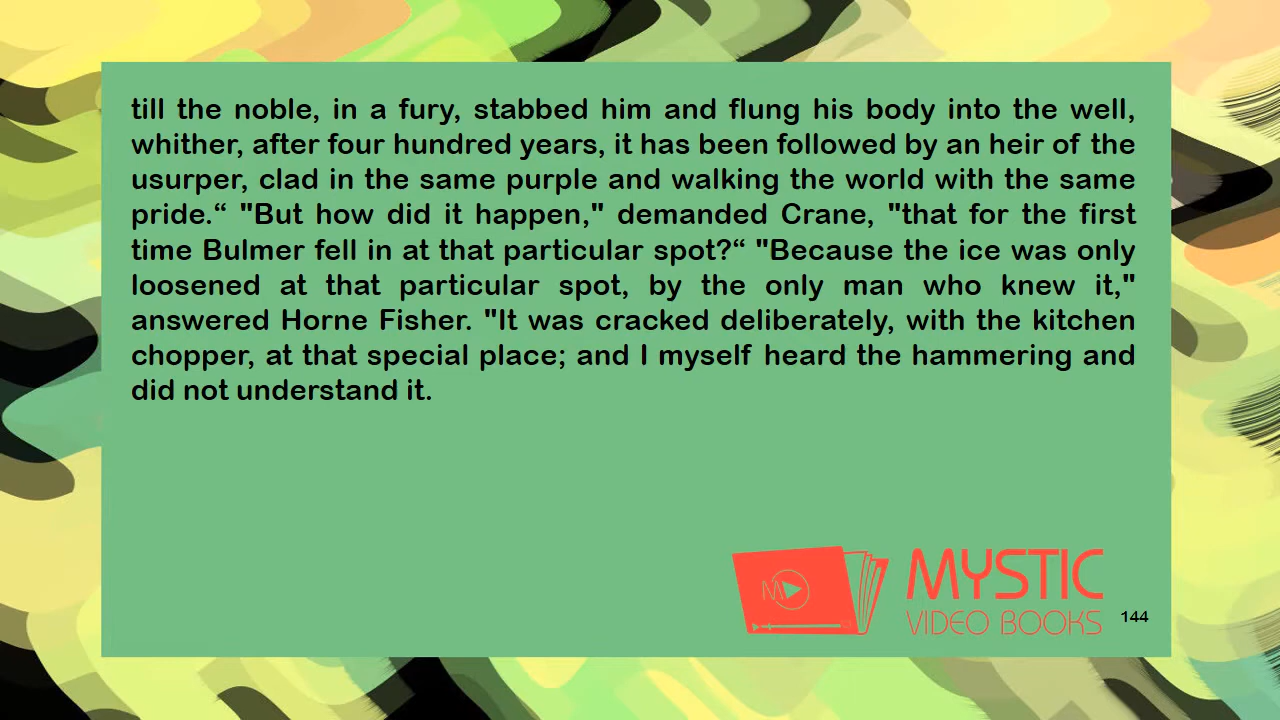 till the noble, in a fury, stabbed him and flung his body into the well,
whither, after four hundred years, it has been followed by an heir of the
usurper, clad in the same purple and walking the world with the same
pride.“ "But how did it happen," demanded Crane, "that for the first
time Bulmer fell in at that particular spot?“ "Because the ice was only
loosened at that particular spot, by the only man who knew it,"
answered Horne Fisher. "It was cracked deliberately, with the kitchen
chopper, at that special place; and I myself heard the hammering and
did not understand it.
M
MYSTIC
VIDEO BOOKS
144